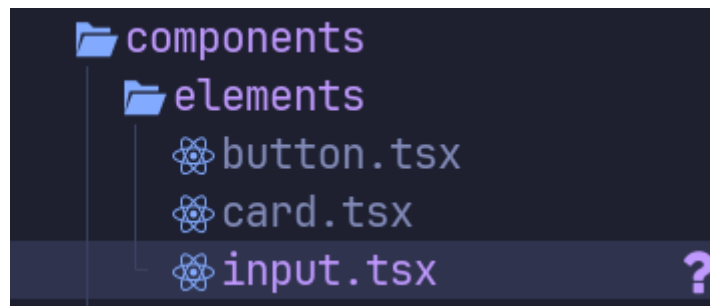 components
elements
button.tsx
card.tsx
input.tsx ?